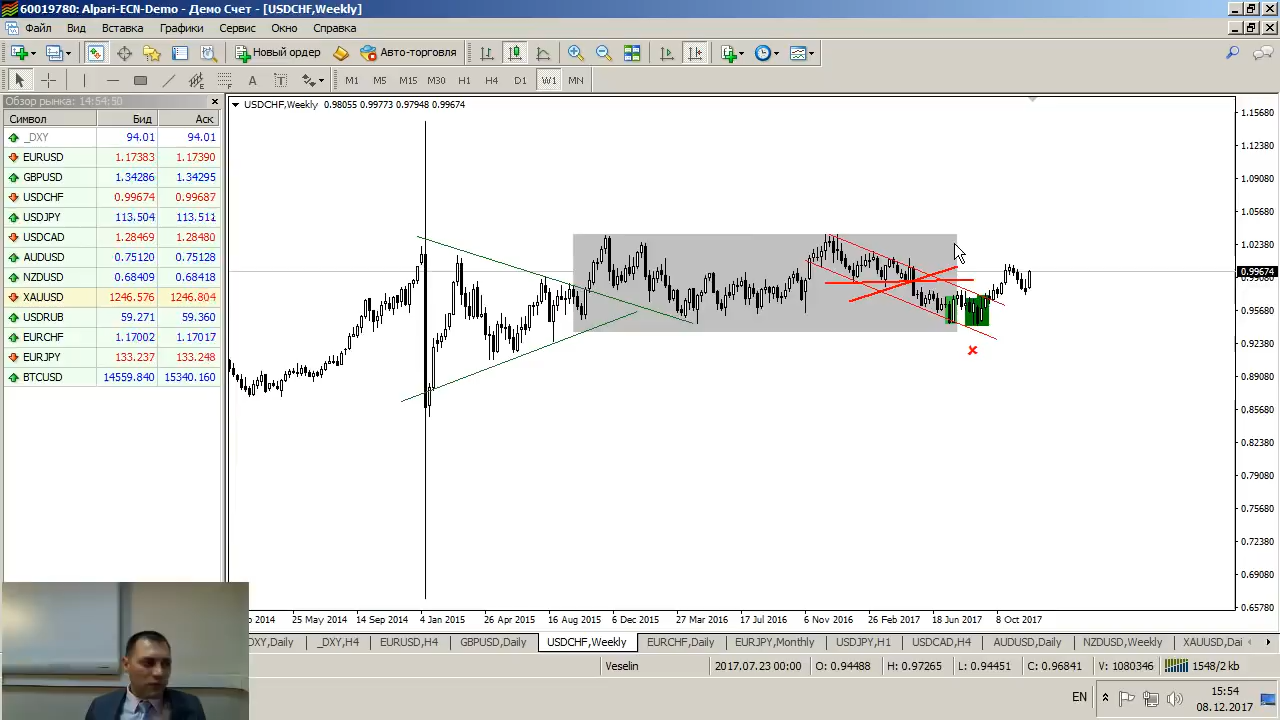 60019780: Alpari-ECN-Demo - Демо Счет - [USDCHF,Weekly]
Файл Вид Вставка Графики Сервис Окно Справка
Новый ордер Авто-торговля
A T M1 M5 M15 M30 H1 H4 D1 W1 MN
Обзор рынка: 14:54:50
Символ Бид Аск
_DXY 94.01 94.01
EURUSD 1.17383 1.17390
GBPUSD 1.34286 1.34295
USDCHF 0.99674 0.99687
USDJPY 113.504 113.511
USDCAD 1.28469 1.28480
AUDUSD 0.75120 0.75128
NZDUSD 0.68409 0.68418
XAUUSD 1246.576 1246.804
USDRUB 59.271 59.360
EURCHF 1.17002 1.17017
EURJPY 133.237 133.248
BTCUSD 14559.840 15340.160
USDCHF,Weekly 0.98055 0.99773 0.97948 0.99674
1.15680
1.12380
1.09080
1.05680
1.02380
0.99674
0.95680
0.92380
0.89080
0.85680
0.82380
0.79080
0.75680
0.72380
0.69080
0.65780
2014 25 May 2014 14 Sep 2014 4 Jan 2015 26 Apr 2015 16 Aug 2015 6 Dec 2015 27 Mar 2016 17 Jul 2016 6 Nov 2016 26 Feb 2017 18 Jun 2017 8 Oct 2017
DXY,Daily _DXY,H4 EURUSD,H4 GBPUSD,Daily USDCHF,Weekly EURCHF,Daily EURJPY,Monthly USDJPY,H1 USDCAD,H4 AUDUSD,Daily NZDUSD,Weekly XAUUSD,Dai
Veselin 2017.07.23 00:00 O: 0.94488 H: 0.97265 L: 0.94451 C: 0.96841 V: 1080346 1548/2 kb
EN 15:54
08.12.2017